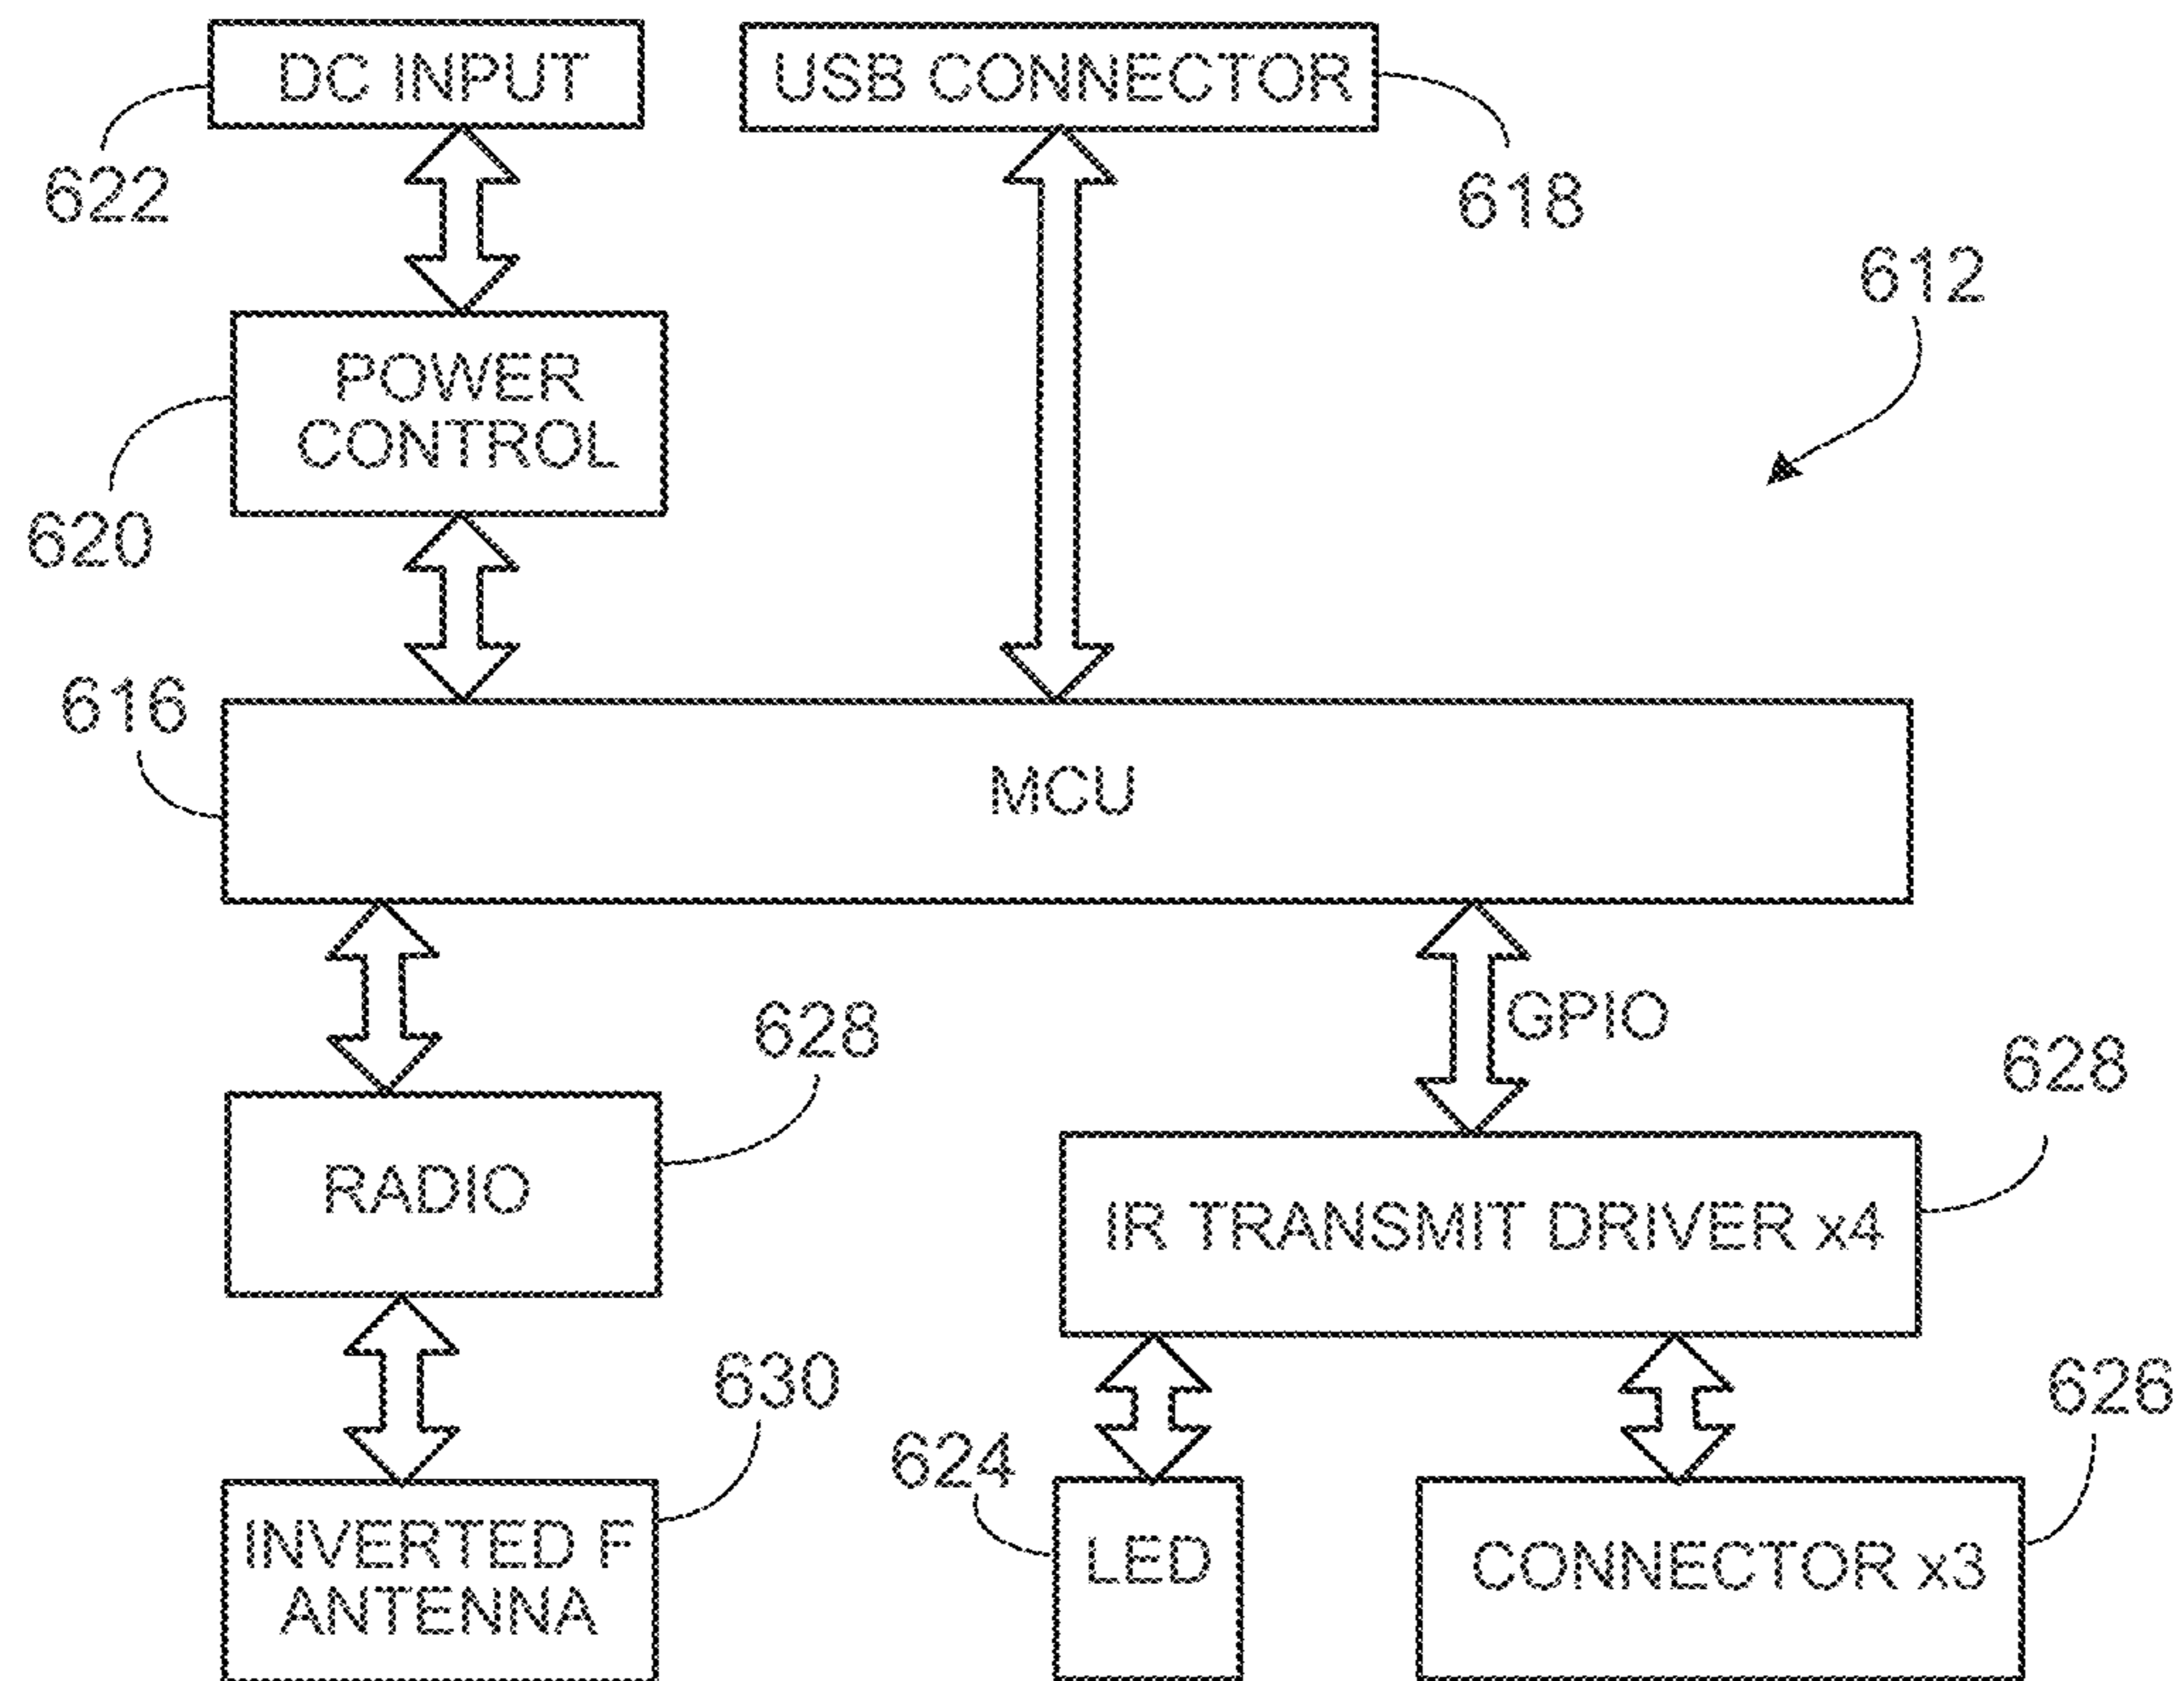 DC INPUT
USB CONNECTOR
622
618
612
POWER
CONTROL
620
616
MCU
GPIO
628
628
RADIO
IR TRANSMIT DRIVER x4
630
624
626
INVERTED F
ANTENNA
LED
CONNECTOR x3